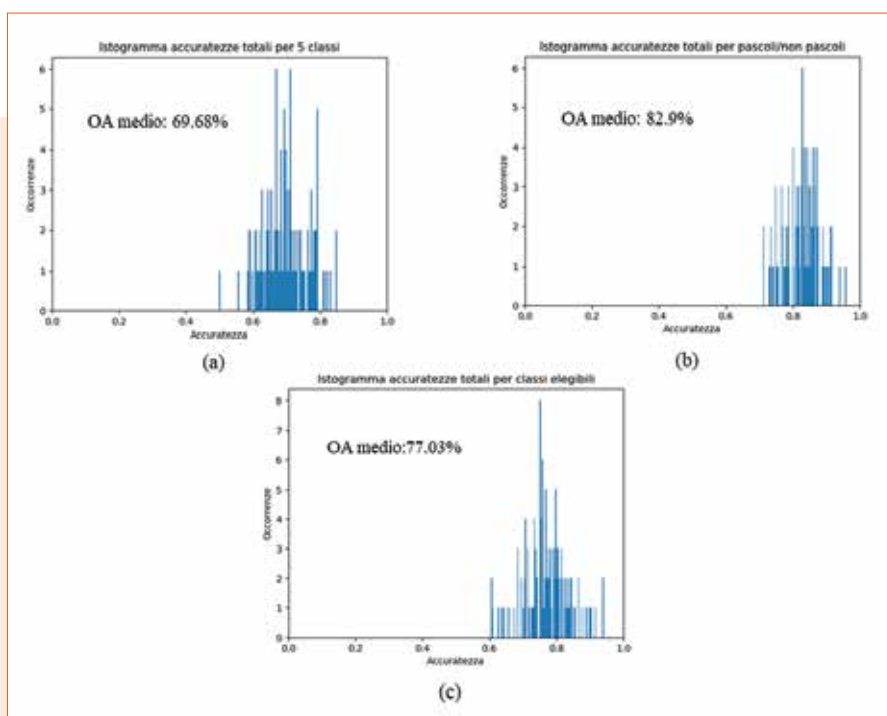 Istogramma accuratezze totali per 5 classi
OA medio: 69.68%
Occorrenze
6
5
4
3
2
1
0
0.0 0.2 0.4 0.6 0.8 1.0
Accuratezza
(a)
Istogramma accuratezze totali per pascoli/non pascoli
OA medio: 82.9%
Occorrenze
6
5
4
3
2
1
0
0.0 0.2 0.4 0.6 0.8 1.0
Accuratezza
(b)
Istogramma accuratezze totali per classi elegibili
OA medio:77.03%
Occorrenze
8
7
6
5
4
3
2
1
0
0.0 0.2 0.4 0.6 0.8 1.0
Accuratezza
(c)